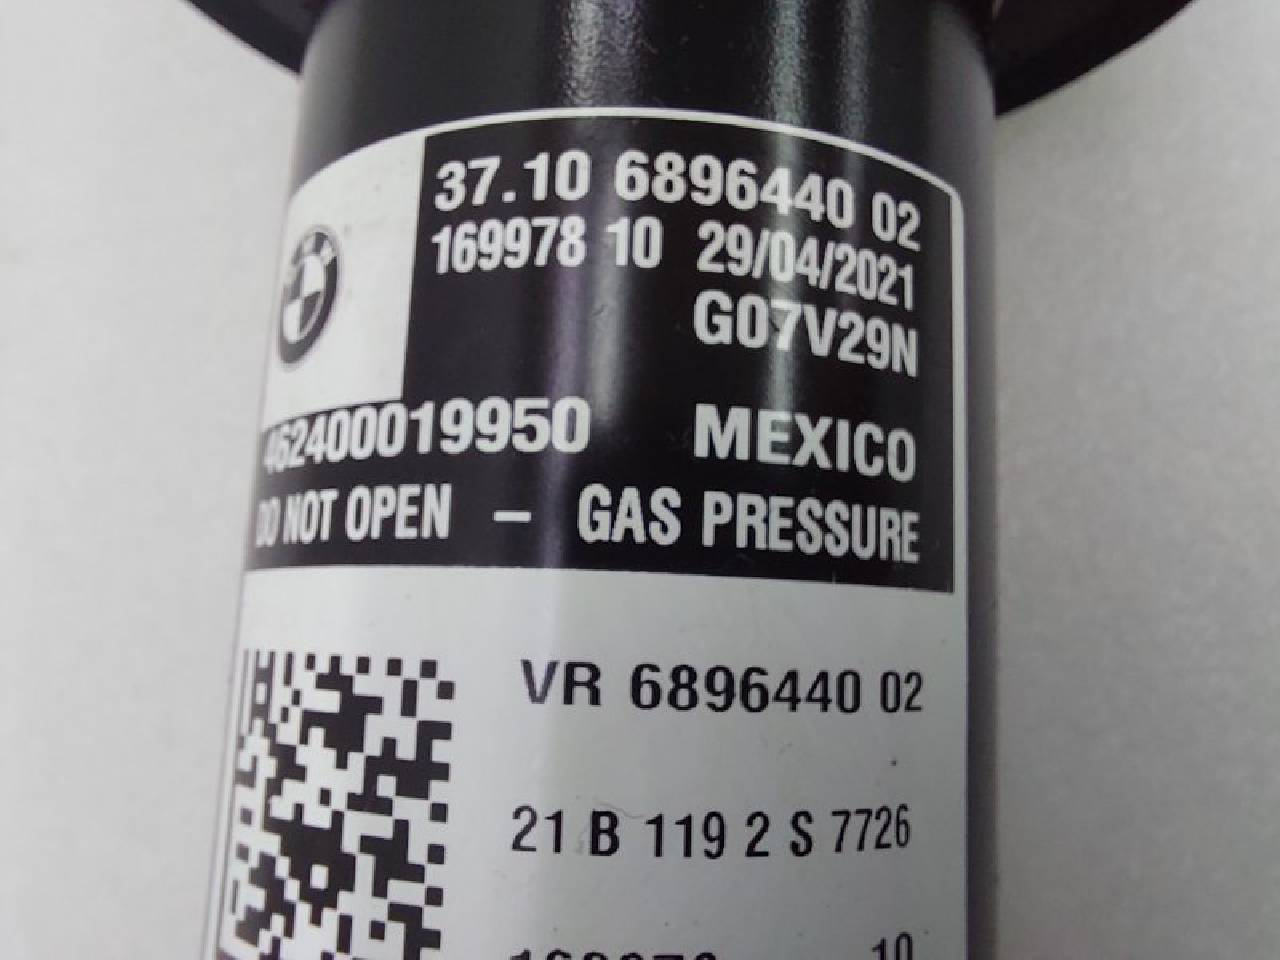 37.10 6896440 02
169978 10 29/04/2021
G07V29N
462400019950 MEXICO
DO NOT OPEN – GAS PRESSURE
VR 6896440 02
21 B 119 2 S 7726
10